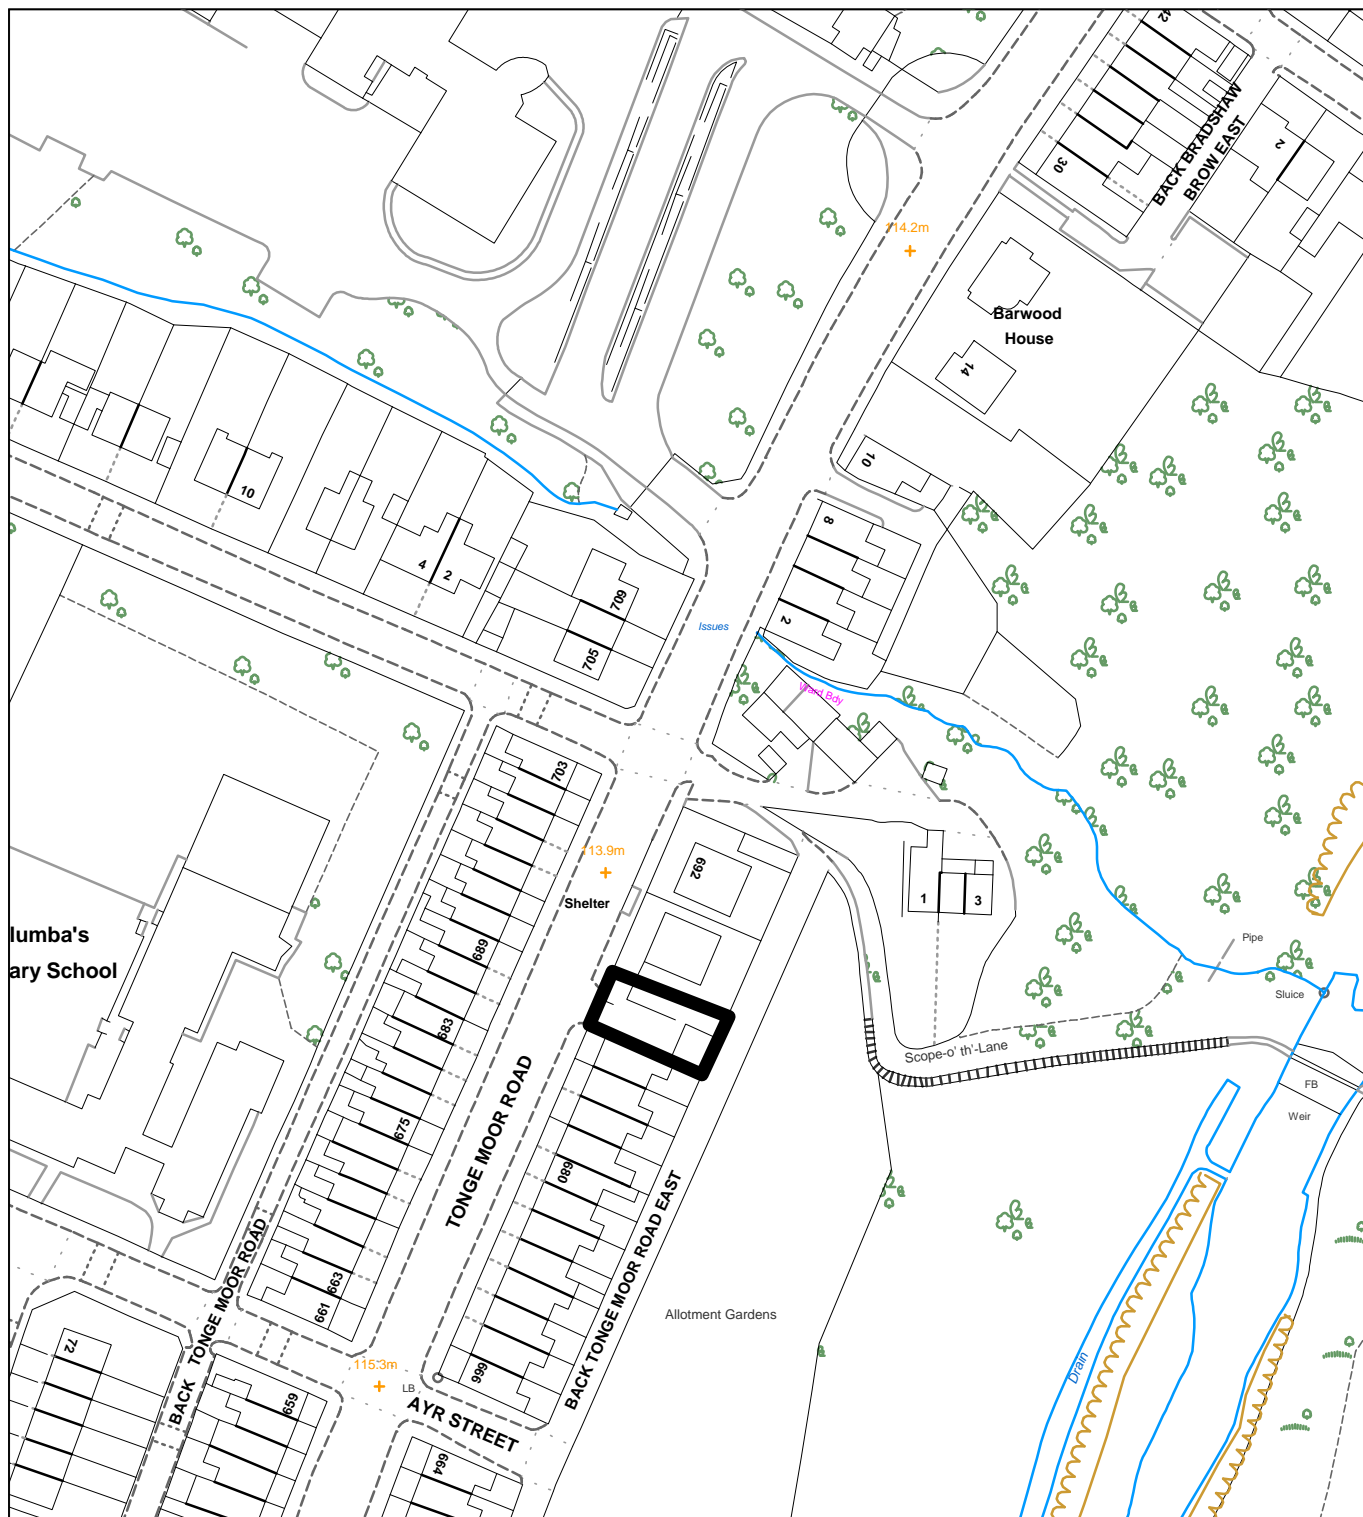 42
BACK BRADSHAW
BROW EAST
2
30
114.2m
Barwood
House
14
10
10
8
4
2
709
705
2
Issues
Ward Bdy
703
113.9m
692
Shelter
1
3
689
lumba's
ary School
683
Pipe
Sluice
Scope-o' th'-Lane
FB
Weir
TONGE MOOR ROAD
675
680
BACK TONGE MOOR ROAD EAST
BACK TONGE MOOR ROAD
663
661
Allotment Gardens
72
115.3m
LB
666
AYR STREET
659
664
Drain